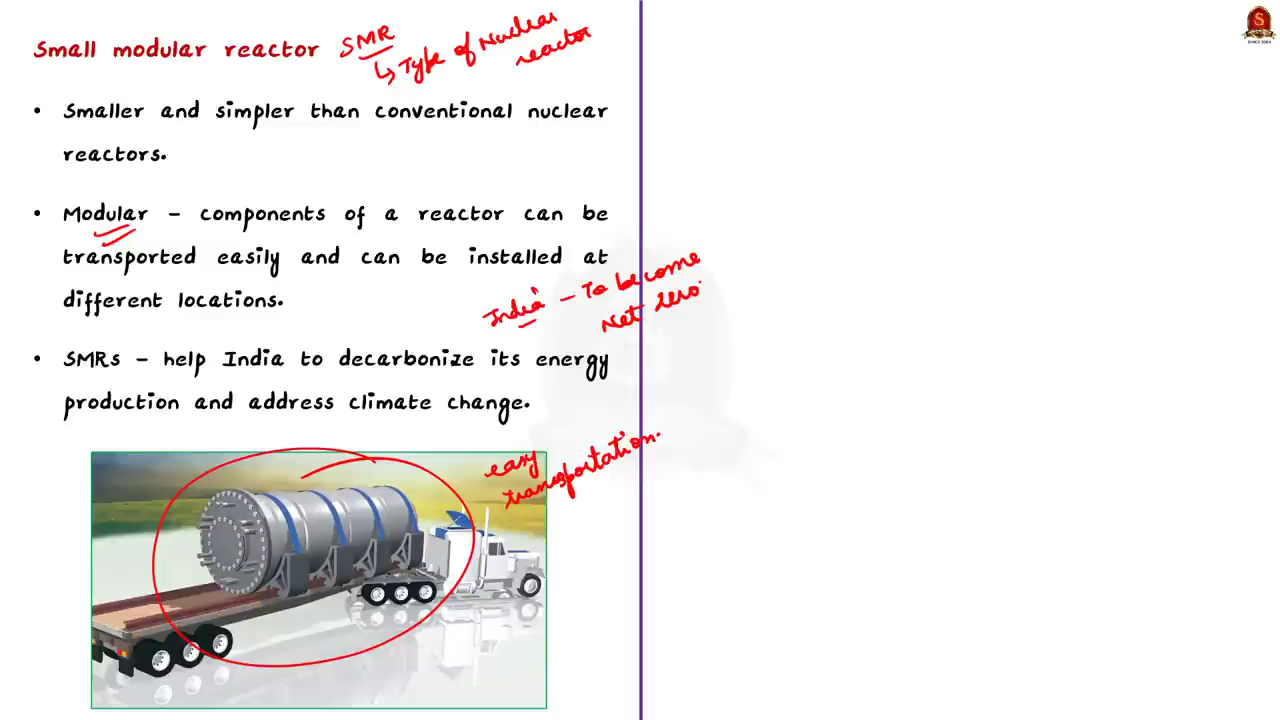 Small modular reactor
SMR
↳ Type of Nuclear
reactor
• Smaller and simpler than conventional nuclear
reactors.
• Modular – components of a reactor can be
transported easily and can be installed at
different locations.
India – To become
Net zero
• SMRs – help India to decarbonize its energy
production and address climate change.
easy
transportation.
S
SINCE 2004